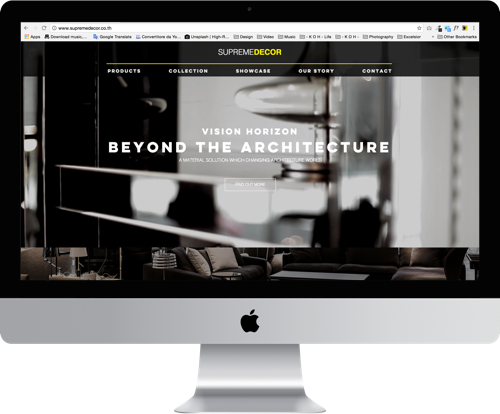 www.supremedecor.co.th
Apps Download music,... Google Translate Convertitore da Yo... Unsplash | High-R... Design Video Music - K O H - Life - K O H - Photography Excelsior Other Bookmarks
SUPREMEDECOR
PRODUCTS COLLECTION SHOWCASE OUR STORY CONTACT
VISION HORIZON
BEYOND THE ARCHITECTURE
A MATERIAL SOLUTION WHICH CHANGING ARCHITECTURE WORLD
FIND OUT MORE